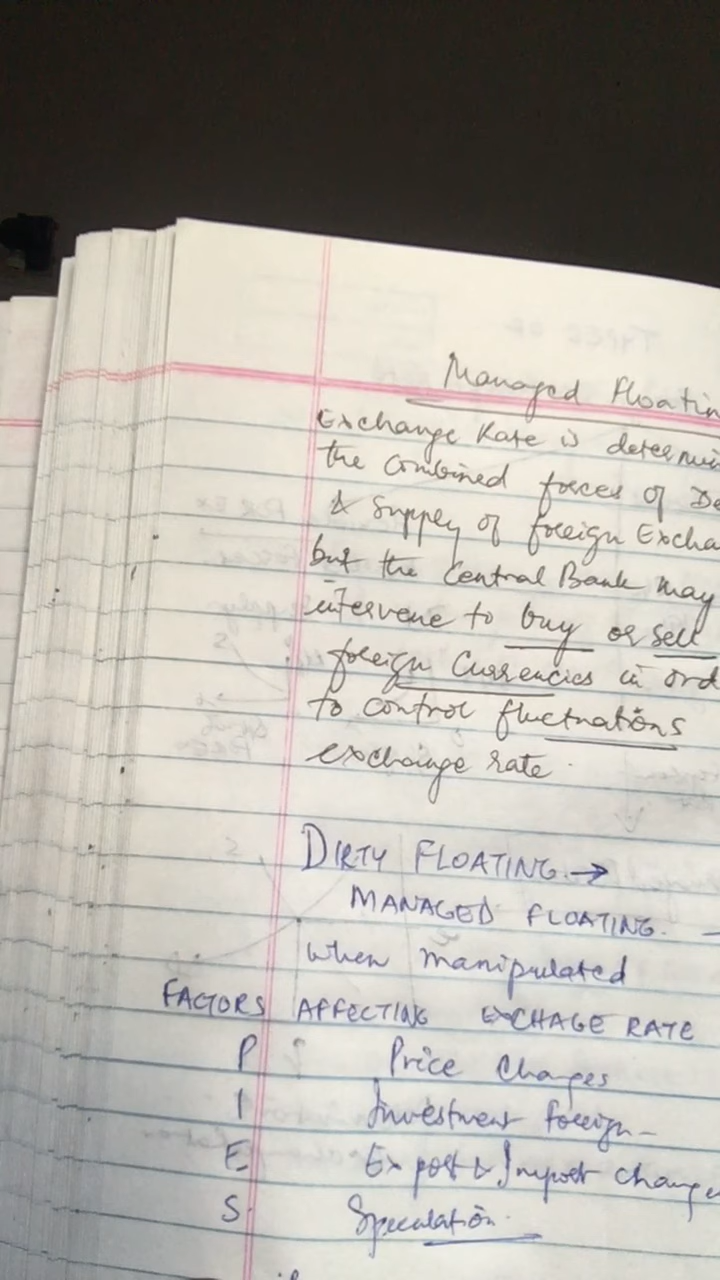 Managed Floatin
Exchange Rate is determi
the combined forces of De
& Supply of foreign Excha
but the Central Bank may
intervene to buy or sell
foreign Currencies in ord
to control fluctuations
exchange rate.
DIRTY FLOATING →
MANAGED FLOATING. –
when manipulated
FACTORS AFFECTING EXCHAGE RATE
P Price Changes
I Investment foreign
E Export & Import change
S Speculation.